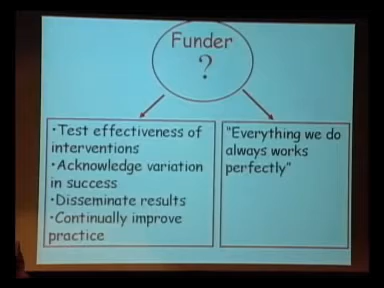 Funder
?
•Test effectiveness of
interventions
•Acknowledge variation
in success
•Disseminate results
•Continually improve
practice
"Everything we do
always works
perfectly"